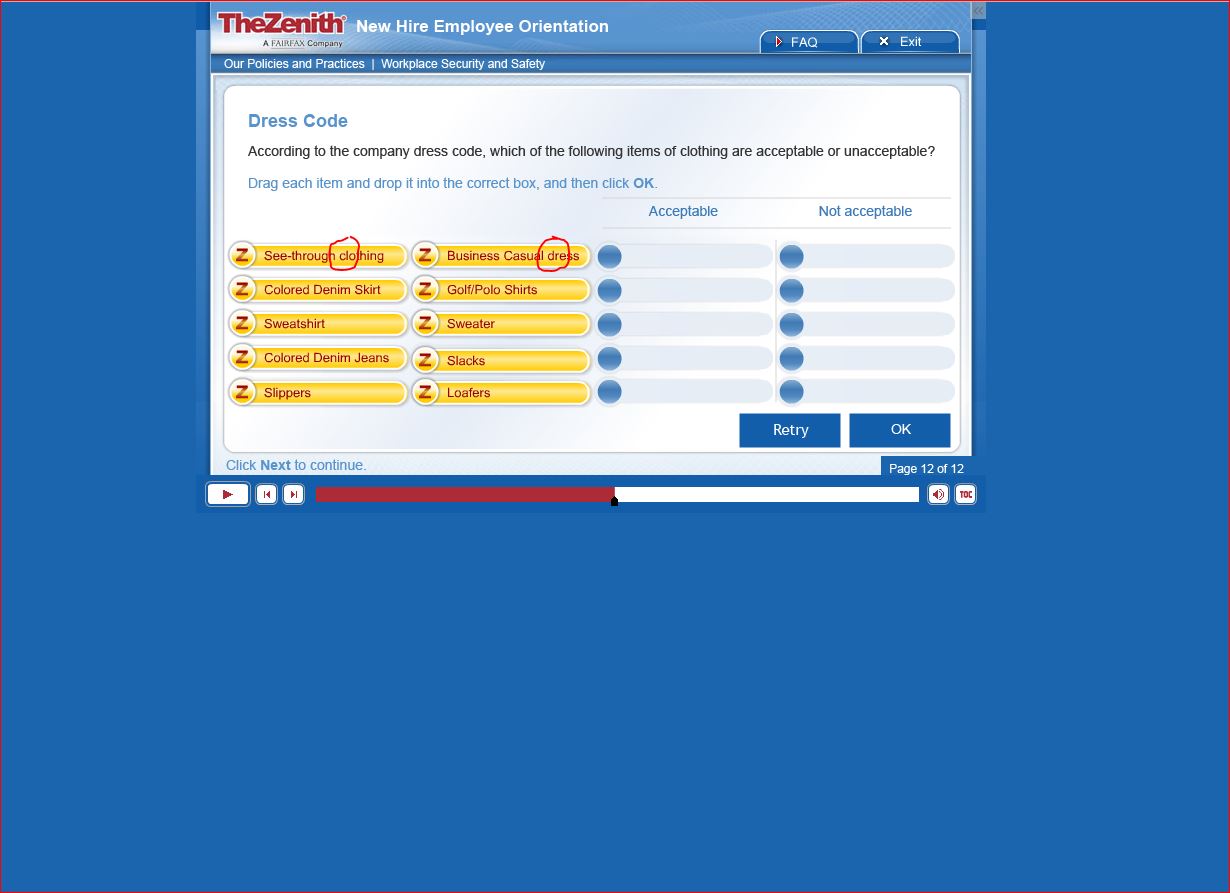 TheZenith® New Hire Employee Orientation
A FAIRFAX Company
FAQ
Exit
Our Policies and Practices | Workplace Security and Safety
Dress Code
According to the company dress code, which of the following items of clothing are acceptable or unacceptable?
Drag each item and drop it into the correct box, and then click OK.
Acceptable Not acceptable
Z See-through clothing Z Business Casual dress
Z Colored Denim Skirt Z Golf/Polo Shirts
Z Sweatshirt Z Sweater
Z Colored Denim Jeans Z Slacks
Z Slippers Z Loafers
Retry OK
Click Next to continue.
Page 12 of 12
TOC